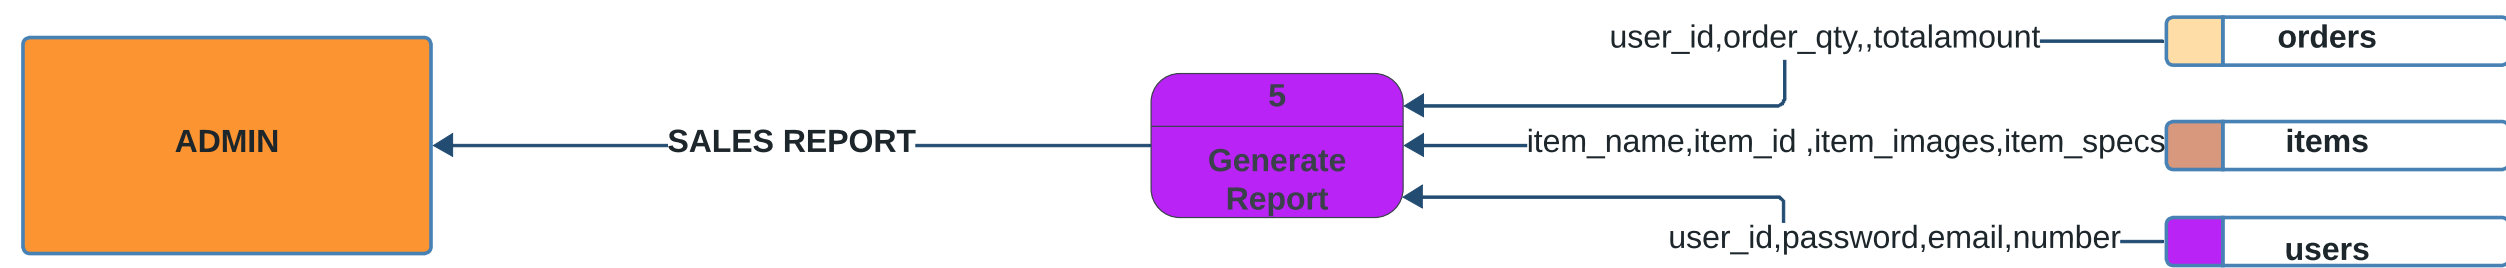 ADMIN
SALES REPORT
5
Generate
Report
user_id,order_qty,,totalamount
orders
item_name,item_id ,item_images,item_specs
items
user_id,password,email,number
users